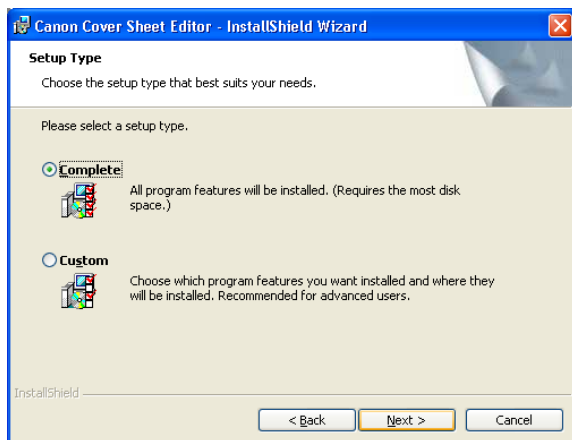 Canon Cover Sheet Editor - InstallShield Wizard
Setup Type
Choose the setup type that best suits your needs.
Please select a setup type.
Complete
All program features will be installed. (Requires the most disk
space.)
Custom
Choose which program features you want installed and where they
will be installed. Recommended for advanced users.
InstallShield
< Back Next > Cancel